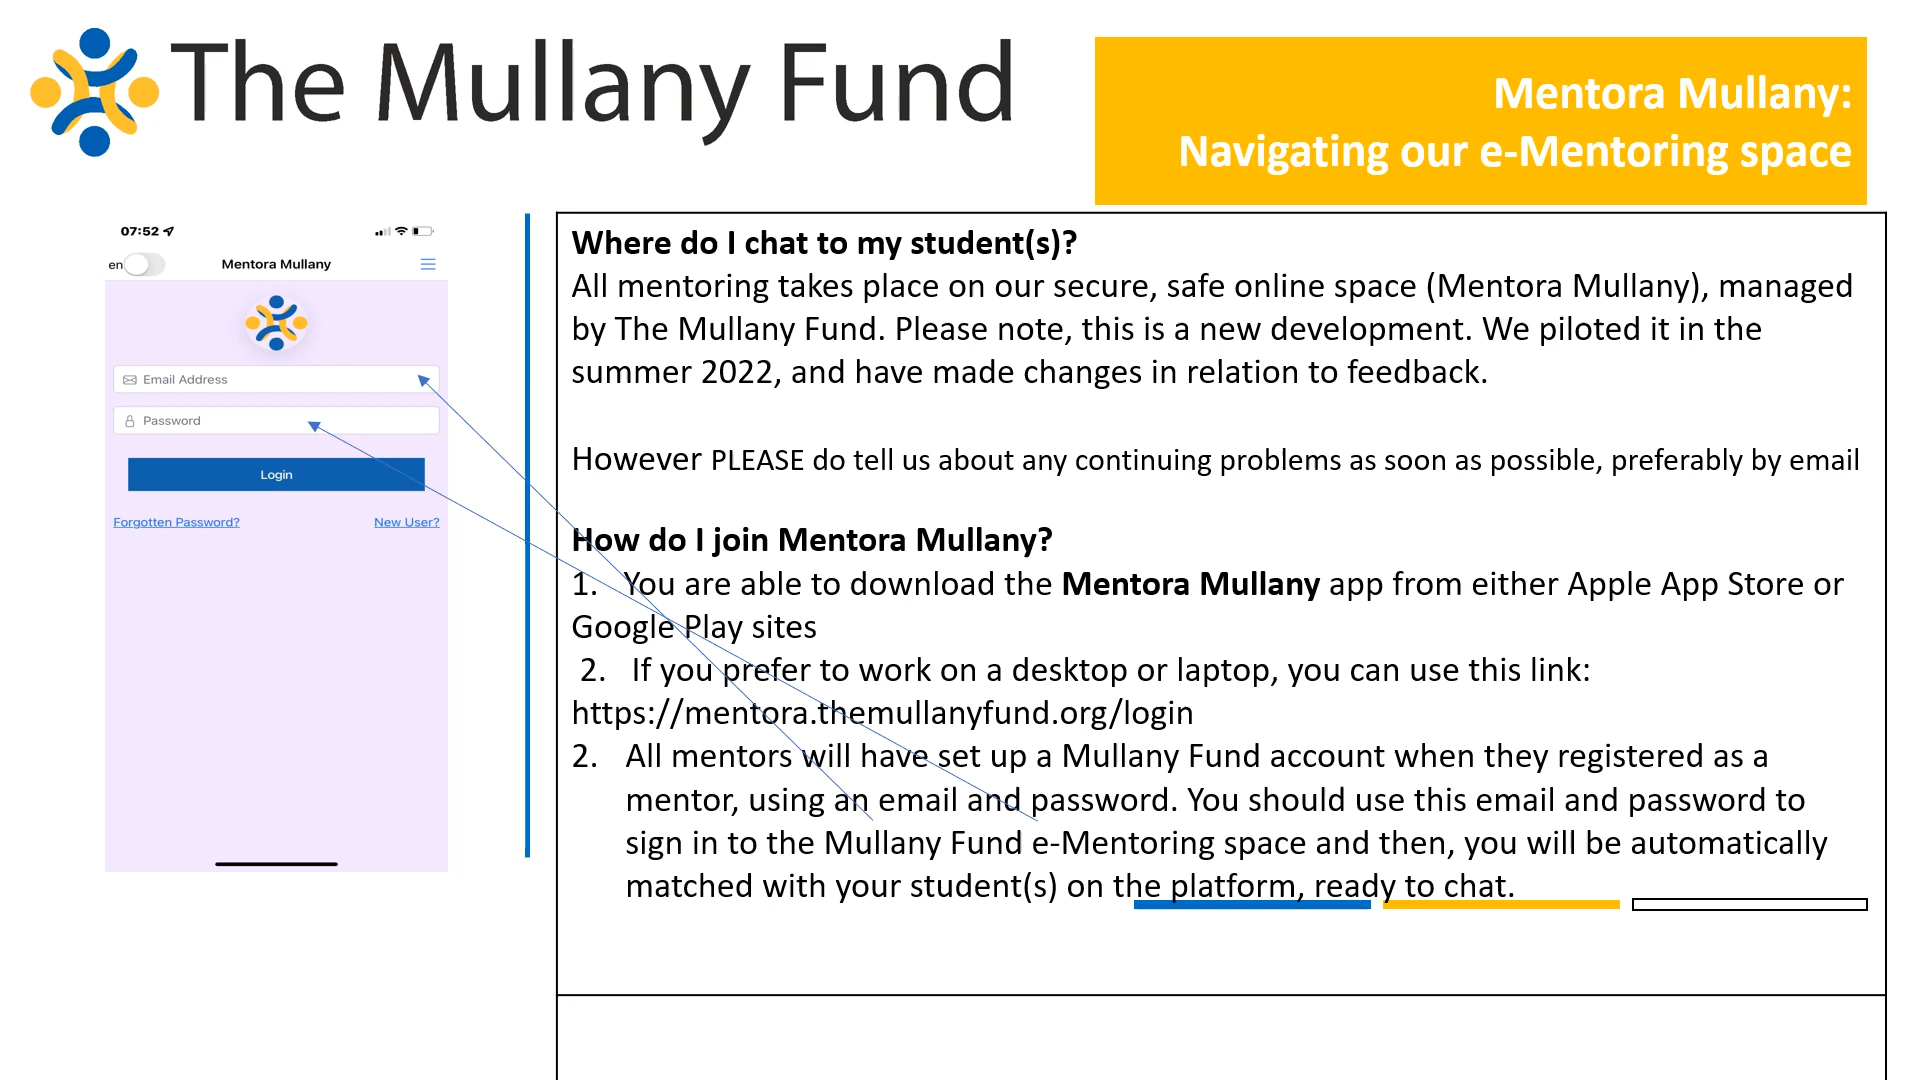 The Mullany Fund
Mentora Mullany:
Navigating our e-Mentoring space
07:52
en
Mentora Mullany
Email Address
Password
Login
Forgotten Password?
New User?
Where do I chat to my student(s)?
All mentoring takes place on our secure, safe online space (Mentora Mullany), managed
by The Mullany Fund. Please note, this is a new development. We piloted it in the
summer 2022, and have made changes in relation to feedback.
However PLEASE do tell us about any continuing problems as soon as possible, preferably by email
How do I join Mentora Mullany?
1. You are able to download the Mentora Mullany app from either Apple App Store or
Google Play sites
2. If you prefer to work on a desktop or laptop, you can use this link:
https://mentora.themullanyfund.org/login
2. All mentors will have set up a Mullany Fund account when they registered as a
mentor, using an email and password. You should use this email and password to
sign in to the Mullany Fund e-Mentoring space and then, you will be automatically
matched with your student(s) on the platform, ready to chat.